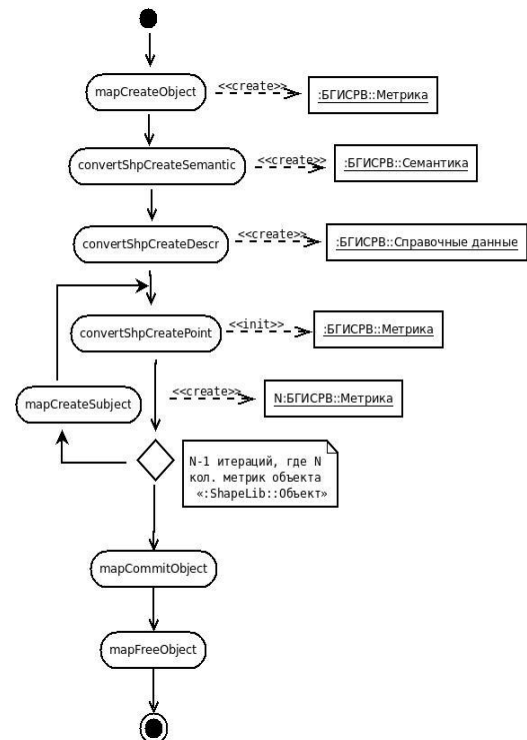 mapCreateObject
<<create>>
:БГИСРВ::Метрика
convertShpCreateSemantic
<<create>>
:БГИСРВ::Семантика
convertShpCreateDescr
<<create>>
:БГИСРВ::Справочные данные
convertShpCreatePoint
<<init>>
:БГИСРВ::Метрика
mapCreateSubject
<<create>>
N:БГИСРВ::Метрика
N-1 итераций, где N
кол. метрик объекта
«:ShapeLib::Объект»
mapCommitObject
mapFreeObject